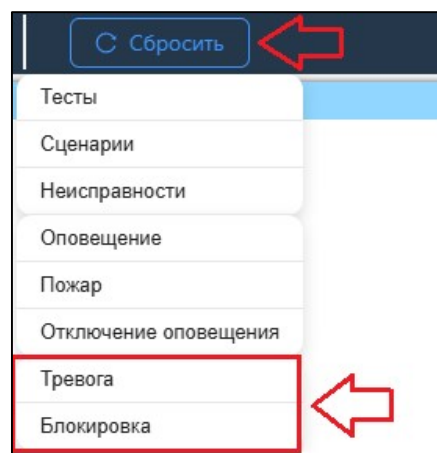 Сбросить
Тесты
Сценарии
Неисправности
Оповещение
Пожар
Отключение оповещения
Тревога
Блокировка